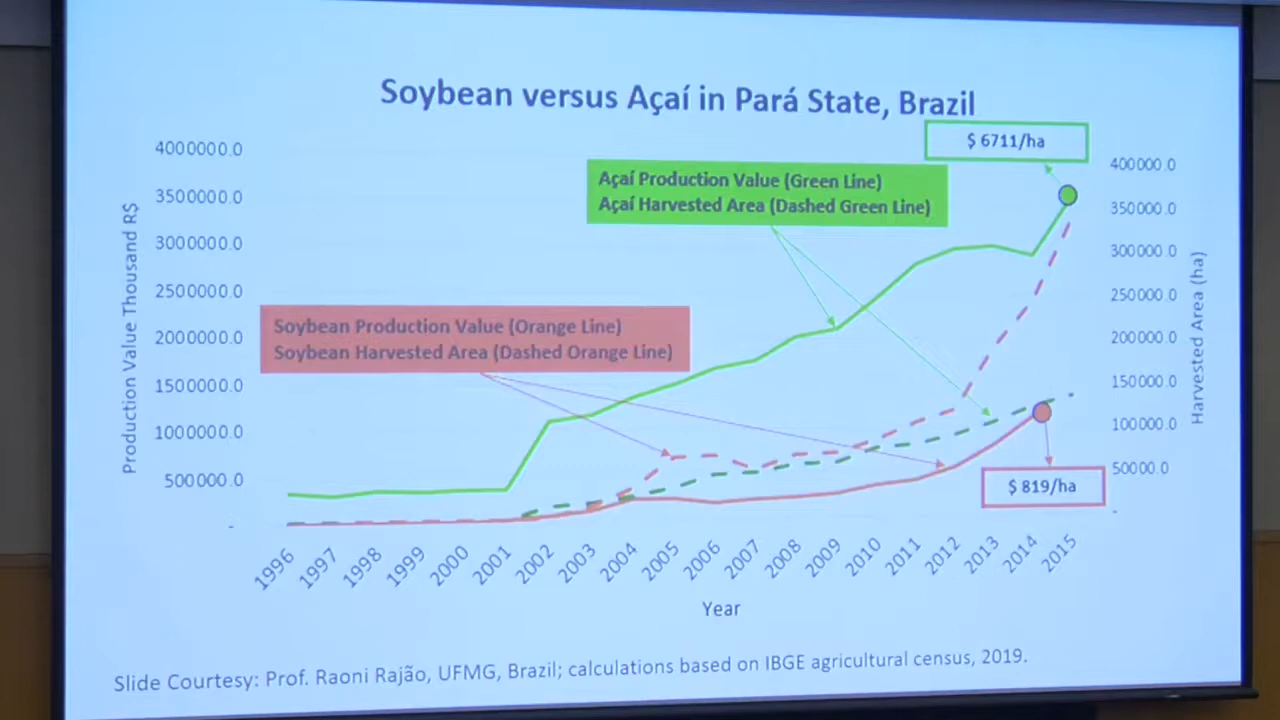 Soybean versus Açaí in Pará State, Brazil
$ 6711/ha
Açaí Production Value (Green Line)
Açaí Harvested Area (Dashed Green Line)
Soybean Production Value (Orange Line)
Soybean Harvested Area (Dashed Orange Line)
$ 819/ha
Production Value Thousand R$
4000000.0
3500000.0
3000000.0
2500000.0
2000000.0
1500000.0
1000000.0
500000.0
-
400000.0
350000.0
300000.0
250000.0
200000.0
150000.0
100000.0
50000.0
-
Harvested Area (ha)
1996 1997 1998 1999 2000 2001 2002 2003 2004 2005 2006 2007 2008 2009 2010 2011 2012 2013 2014 2015
Year
Slide Courtesy: Prof. Raoni Rajão, UFMG, Brazil; calculations based on IBGE agricultural census, 2019.